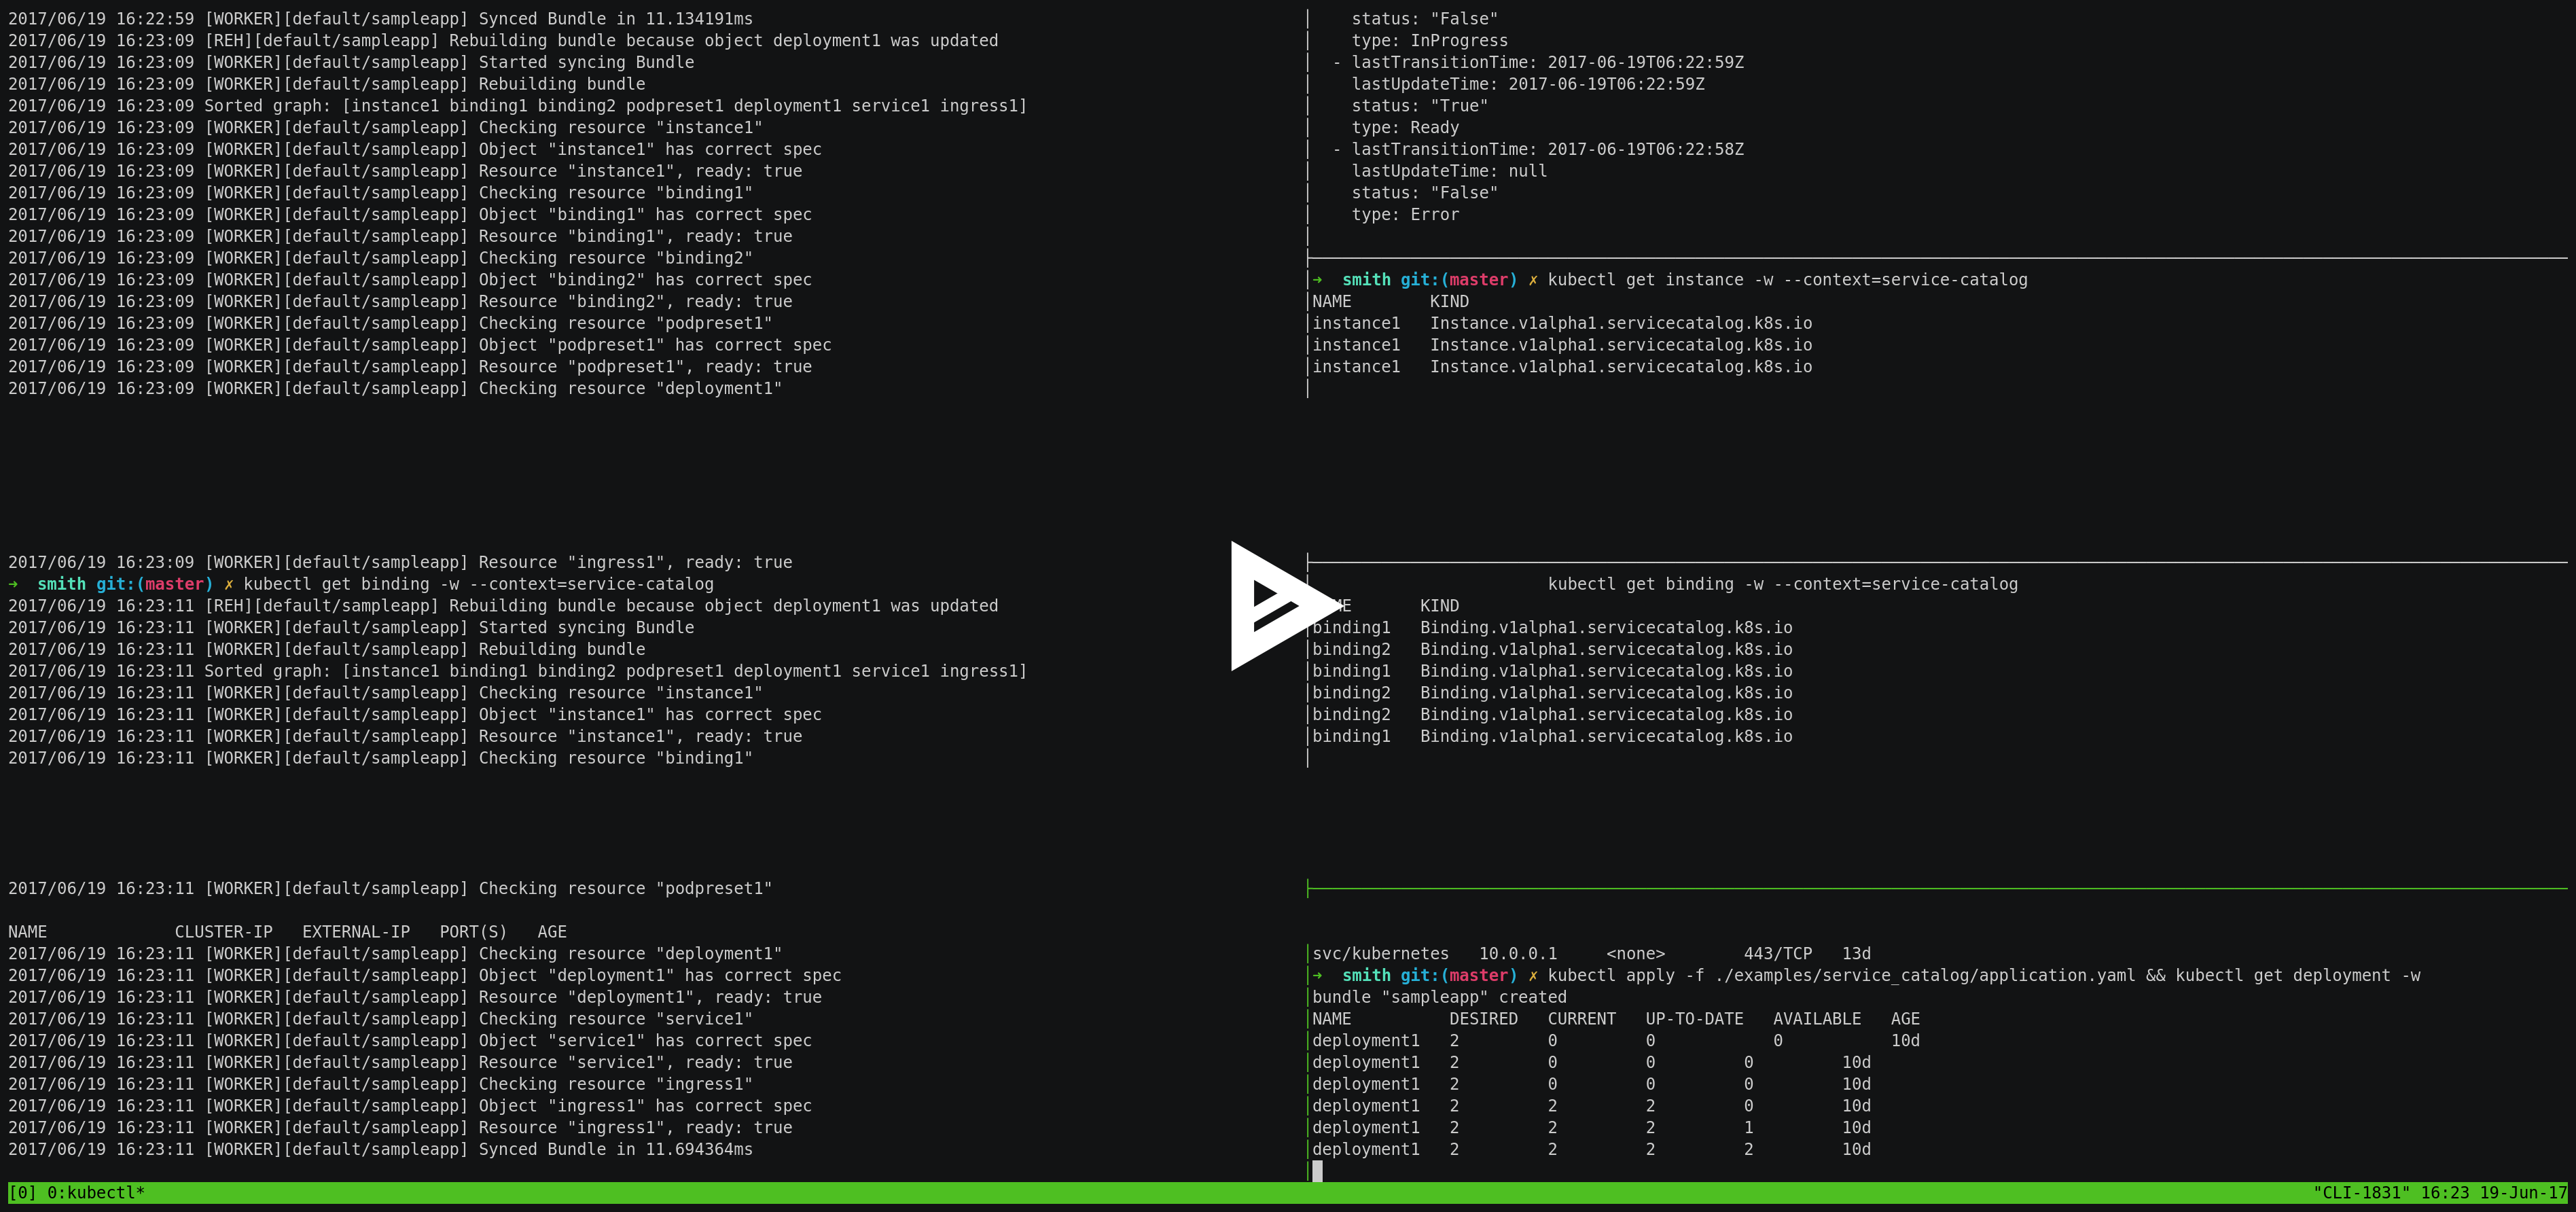 2017/06/19 16:22:59 [WORKER][default/sampleapp] Synced Bundle in 11.134191ms
2017/06/19 16:23:09 [REH][default/sampleapp] Rebuilding bundle because object deployment1 was updated
2017/06/19 16:23:09 [WORKER][default/sampleapp] Started syncing Bundle
2017/06/19 16:23:09 [WORKER][default/sampleapp] Rebuilding bundle
2017/06/19 16:23:09 Sorted graph: [instance1 binding1 binding2 podpreset1 deployment1 service1 ingress1]
2017/06/19 16:23:09 [WORKER][default/sampleapp] Checking resource "instance1"
2017/06/19 16:23:09 [WORKER][default/sampleapp] Object "instance1" has correct spec
2017/06/19 16:23:09 [WORKER][default/sampleapp] Resource "instance1", ready: true
2017/06/19 16:23:09 [WORKER][default/sampleapp] Checking resource "binding1"
2017/06/19 16:23:09 [WORKER][default/sampleapp] Object "binding1" has correct spec
2017/06/19 16:23:09 [WORKER][default/sampleapp] Resource "binding1", ready: true
2017/06/19 16:23:09 [WORKER][default/sampleapp] Checking resource "binding2"
2017/06/19 16:23:09 [WORKER][default/sampleapp] Object "binding2" has correct spec
2017/06/19 16:23:09 [WORKER][default/sampleapp] Resource "binding2", ready: true
2017/06/19 16:23:09 [WORKER][default/sampleapp] Checking resource "podpreset1"
2017/06/19 16:23:09 [WORKER][default/sampleapp] Object "podpreset1" has correct spec
2017/06/19 16:23:09 [WORKER][default/sampleapp] Resource "podpreset1", ready: true
2017/06/19 16:23:09 [WORKER][default/sampleapp] Checking resource "deployment1"
2017/06/19 16:23:09 [WORKER][default/sampleapp] Resource "ingress1", ready: true
➜  smith git:(master) ✗ kubectl get binding -w --context=service-catalog
2017/06/19 16:23:11 [REH][default/sampleapp] Rebuilding bundle because object deployment1 was updated
2017/06/19 16:23:11 [WORKER][default/sampleapp] Started syncing Bundle
2017/06/19 16:23:11 [WORKER][default/sampleapp] Rebuilding bundle
2017/06/19 16:23:11 Sorted graph: [instance1 binding1 binding2 podpreset1 deployment1 service1 ingress1]
2017/06/19 16:23:11 [WORKER][default/sampleapp] Checking resource "instance1"
2017/06/19 16:23:11 [WORKER][default/sampleapp] Object "instance1" has correct spec
2017/06/19 16:23:11 [WORKER][default/sampleapp] Resource "instance1", ready: true
2017/06/19 16:23:11 [WORKER][default/sampleapp] Checking resource "binding1"
2017/06/19 16:23:11 [WORKER][default/sampleapp] Checking resource "podpreset1"
NAME             CLUSTER-IP   EXTERNAL-IP   PORT(S)   AGE
2017/06/19 16:23:11 [WORKER][default/sampleapp] Checking resource "deployment1"
2017/06/19 16:23:11 [WORKER][default/sampleapp] Object "deployment1" has correct spec
2017/06/19 16:23:11 [WORKER][default/sampleapp] Resource "deployment1", ready: true
2017/06/19 16:23:11 [WORKER][default/sampleapp] Checking resource "service1"
2017/06/19 16:23:11 [WORKER][default/sampleapp] Object "service1" has correct spec
2017/06/19 16:23:11 [WORKER][default/sampleapp] Resource "service1", ready: true
2017/06/19 16:23:11 [WORKER][default/sampleapp] Checking resource "ingress1"
2017/06/19 16:23:11 [WORKER][default/sampleapp] Object "ingress1" has correct spec
2017/06/19 16:23:11 [WORKER][default/sampleapp] Resource "ingress1", ready: true
2017/06/19 16:23:11 [WORKER][default/sampleapp] Synced Bundle in 11.694364ms
status: "False"
type: InProgress
- lastTransitionTime: 2017-06-19T06:22:59Z
lastUpdateTime: 2017-06-19T06:22:59Z
status: "True"
type: Ready
- lastTransitionTime: 2017-06-19T06:22:58Z
lastUpdateTime: null
status: "False"
type: Error
➜  smith git:(master) ✗ kubectl get instance -w --context=service-catalog
NAME        KIND
instance1   Instance.v1alpha1.servicecatalog.k8s.io
instance1   Instance.v1alpha1.servicecatalog.k8s.io
instance1   Instance.v1alpha1.servicecatalog.k8s.io
kubectl get binding -w --context=service-catalog
KIND
binding1   Binding.v1alpha1.servicecatalog.k8s.io
binding2   Binding.v1alpha1.servicecatalog.k8s.io
binding1   Binding.v1alpha1.servicecatalog.k8s.io
binding2   Binding.v1alpha1.servicecatalog.k8s.io
binding2   Binding.v1alpha1.servicecatalog.k8s.io
binding1   Binding.v1alpha1.servicecatalog.k8s.io
svc/kubernetes   10.0.0.1     <none>        443/TCP   13d
➜  smith git:(master) ✗ kubectl apply -f ./examples/service_catalog/application.yaml && kubectl get deployment -w
bundle "sampleapp" created
NAME          DESIRED   CURRENT   UP-TO-DATE   AVAILABLE   AGE
deployment1   2         0         0            0           10d
deployment1   2         0         0         0         10d
deployment1   2         0         0         0         10d
deployment1   2         2         2         0         10d
deployment1   2         2         2         1         10d
deployment1   2         2         2         2         10d
[0] 0:kubectl*
"CLI-1831" 16:23 19-Jun-17